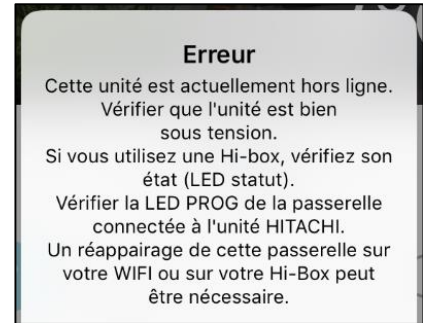 Erreur
Cette unité est actuellement hors ligne.
Vérifier que l'unité est bien
sous tension.
Si vous utilisez une Hi-box, vérifiez son
état (LED statut).
Vérifier la LED PROG de la passerelle
connectée à l'unité HITACHI.
Un réappairage de cette passerelle sur
votre WIFI ou sur votre Hi-Box peut
être nécessaire.